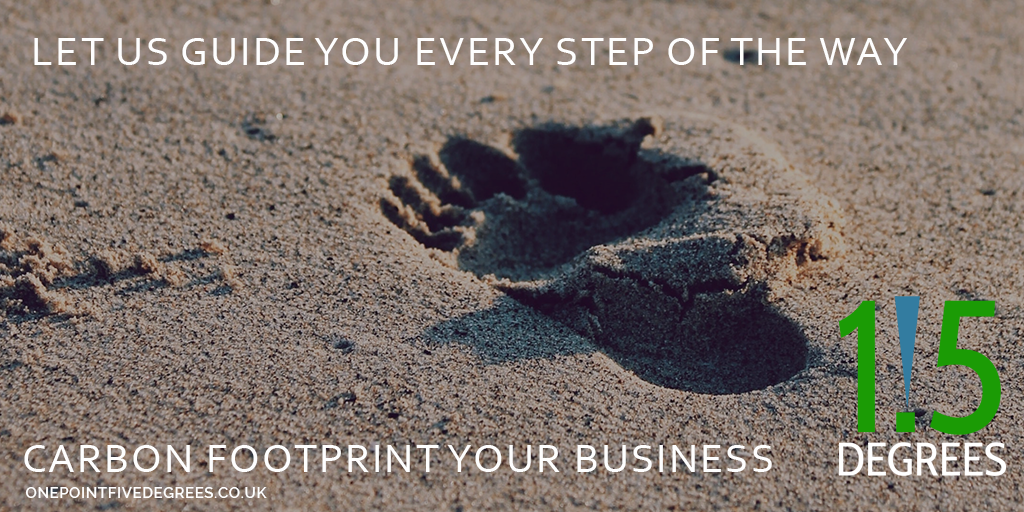 LET US GUIDE YOU EVERY STEP OF THE WAY
1.5
DEGREES
CARBON FOOTPRINT YOUR BUSINESS
ONEPOINTFIVEDEGREES.CO.UK